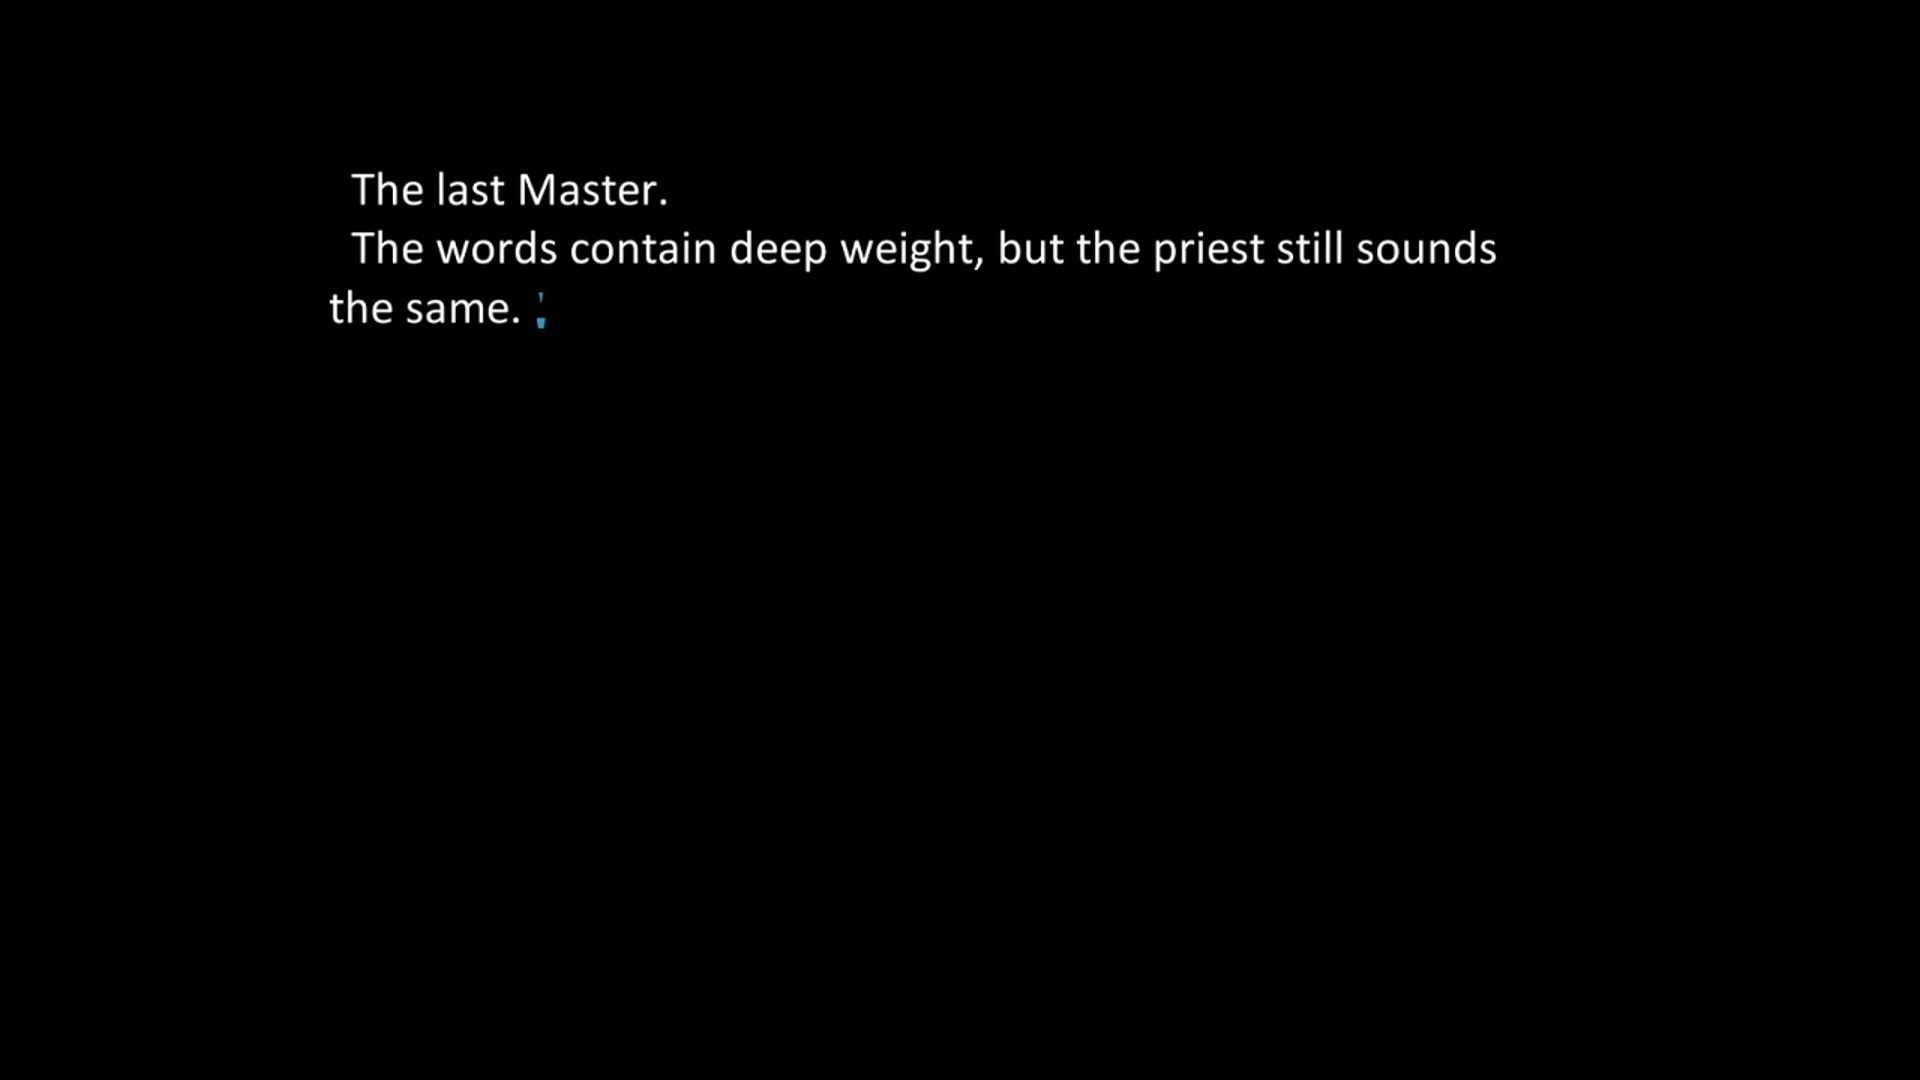 The last Master.
The words contain deep weight, but the priest still sounds
the same.